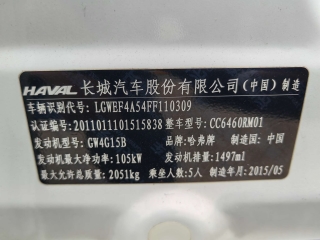 HAVAL 长城汽车股份有限公司(中国)制造
车辆识别代号: LGWEF4A54FF110309
认证编号:2011011101515838 整车型号: CC6460RM01
发动机型号: GW4G15B 品牌:哈弗牌 制造国: 中国
发动机最大净功率: 105kW 发动机排量: 1497ml
最大允许总质量: 2051kg 乘坐人数:5人 制造年月:2015/05